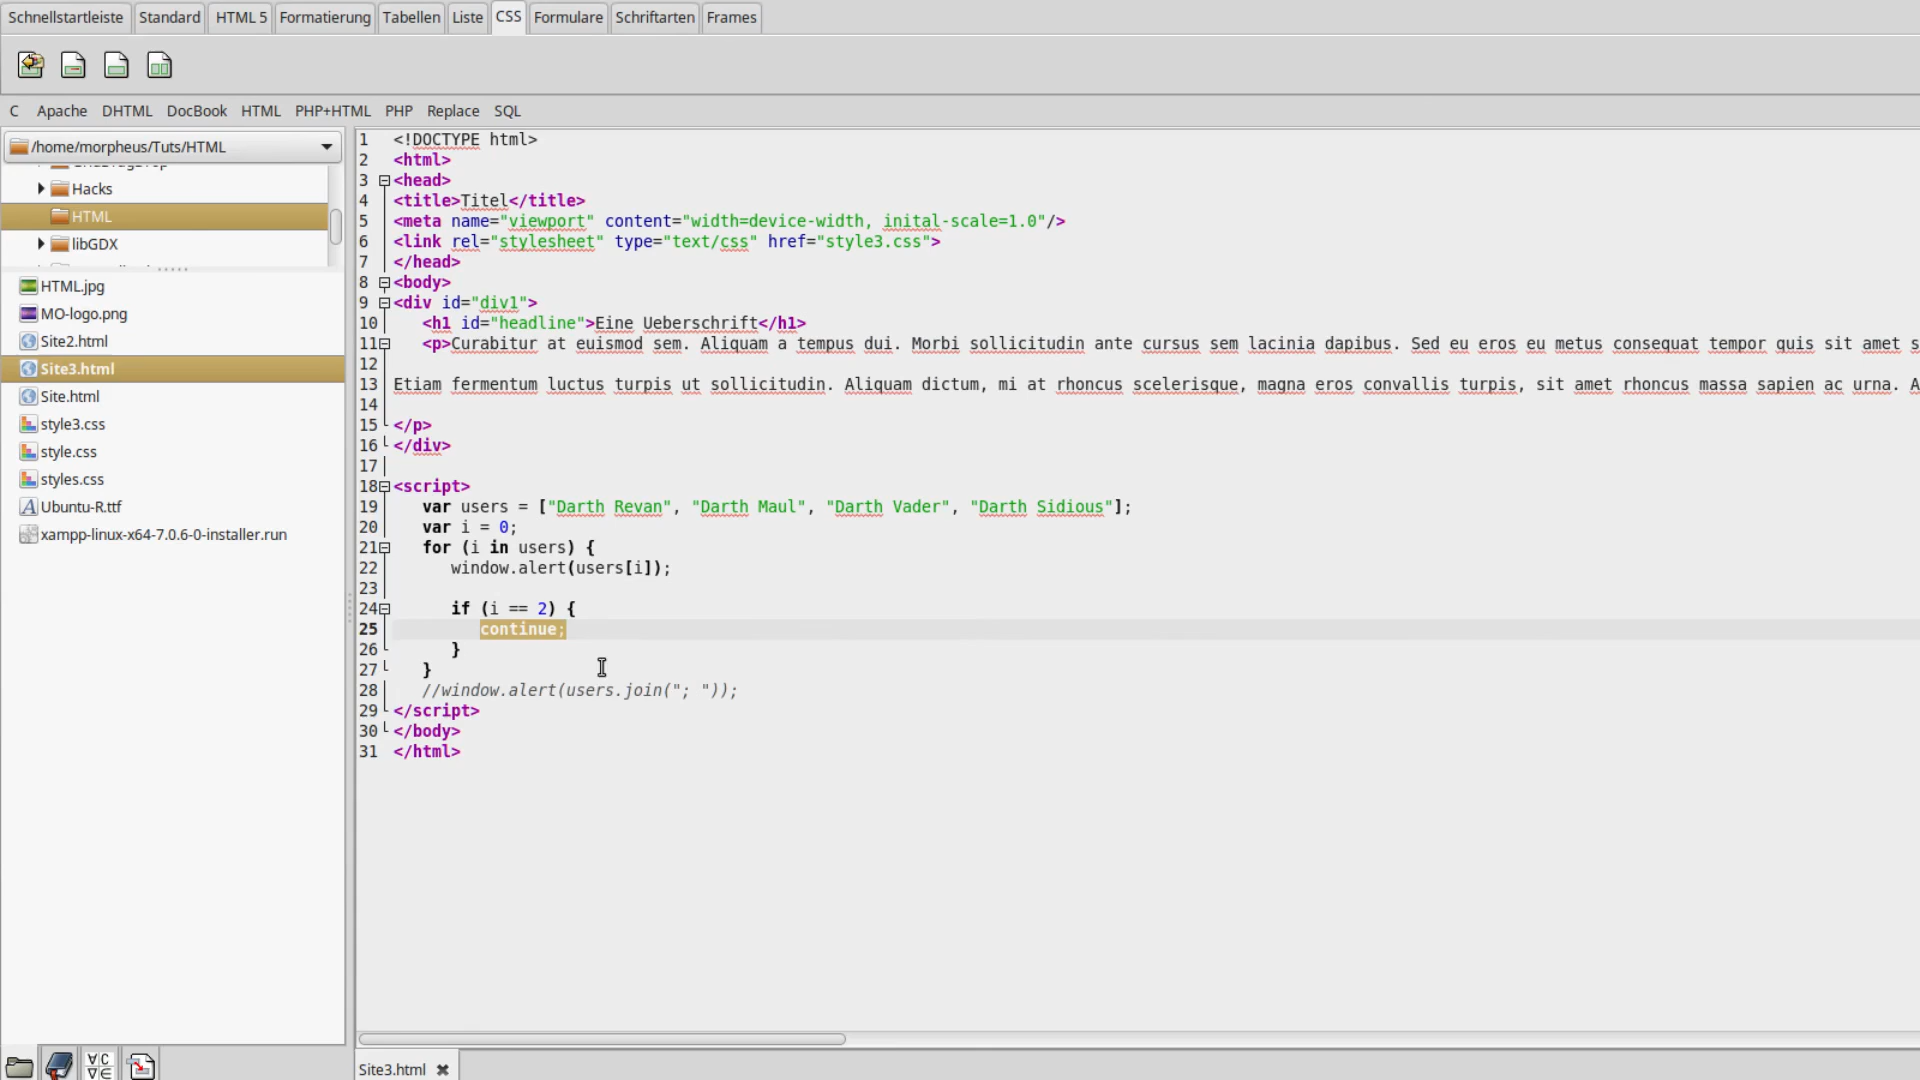 Schnellstartleiste Standard HTML 5 Formatierung Tabellen Liste CSS Formulare Schriftarten Frames
C Apache DHTML DocBook HTML PHP+HTML PHP Replace SQL
/home/morpheus/Tuts/HTML
Hacks
HTML
libGDX
HTML.jpg
MO-logo.png
Site2.html
Site3.html
Site.html
style3.css
style.css
styles.css
Ubuntu-R.ttf
xampp-linux-x64-7.0.6-0-installer.run
1 <!DOCTYPE html>
2 <html>
3 <head>
4 <title>Titel</title>
5 <meta name="viewport" content="width=device-width, inital-scale=1.0"/>
6 <link rel="stylesheet" type="text/css" href="style3.css">
7 </head>
8 <body>
9 <div id="div1">
10 <h1 id="headline">Eine Ueberschrift</h1>
11 <p>Curabitur at euismod sem. Aliquam a tempus dui. Morbi sollicitudin ante cursus sem lacinia dapibus. Sed eu eros eu metus consequat tempor quis sit amet s
12
13 Etiam fermentum luctus turpis ut sollicitudin. Aliquam dictum, mi at rhoncus scelerisque, magna eros convallis turpis, sit amet rhoncus massa sapien ac urna. A
14
15 </p>
16 </div>
17
18 <script>
19 var users = ["Darth Revan", "Darth Maul", "Darth Vader", "Darth Sidious"];
20 var i = 0;
21 for (i in users) {
22 window.alert(users[i]);
23
24 if (i == 2) {
25 continue;
26 }
27 }
28 //window.alert(users.join("; "));
29 </script>
30 </body>
31 </html>
Site3.html